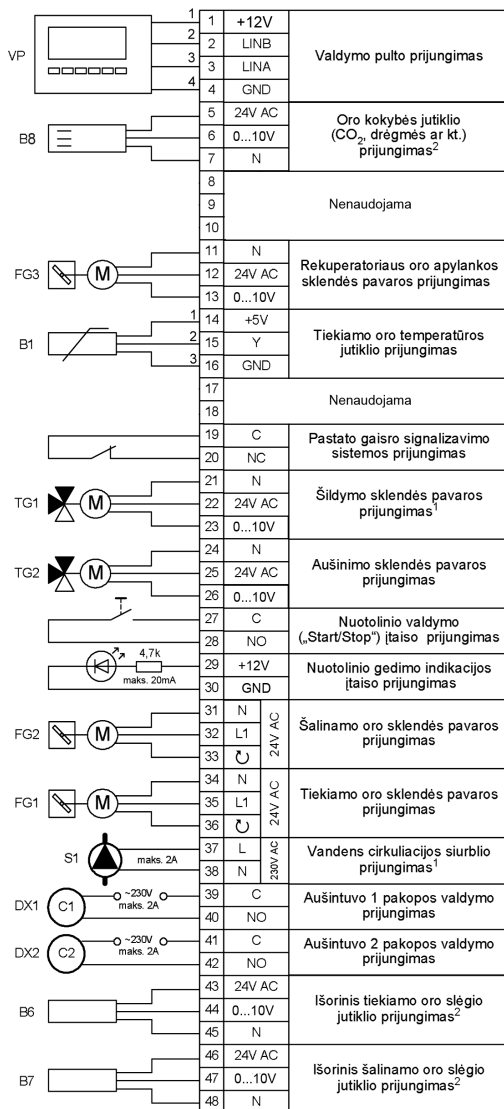 VP
1 1 +12V
2 2 LINB
3 3 LINA
4 4 GND
Valdymo pulto prijungimas
B8
5 24V AC
6 0...10V
7 N
Oro kokybės jutiklio
(CO2, drėgmės ar kt.)
prijungimas2
8
9
10
Nenaudojama
FG3 M
11 N
12 24V AC
13 0...10V
Rekuperatoriaus oro apylankos
sklendės pavaros prijungimas
B1
1 14 +5V
2 15 Y
3 16 GND
Tiekiamo oro temperatūros
jutiklio prijungimas
17
18
Nenaudojama
19 C
20 NC
Pastato gaisro signalizavimo
sistemos prijungimas
TG1 M
21 N
22 24V AC
23 0...10V
Šildymo sklendės pavaros
prijungimas1
TG2 M
24 N
25 24V AC
26 0...10V
Aušinimo sklendės pavaros
prijungimas
27 C
28 NO
Nuotolinio valdymo
(„Start/Stop“) įtaiso prijungimas
4,7k
maks. 20mA
29 +12V
30 GND
Nuotolinio gedimo indikacijos
įtaiso prijungimas
FG2 M
31 N
32 L1
33
24V AC
Šalinamo oro sklendės pavaros
prijungimas
FG1 M
34 N
35 L1
36
24V AC
Tiekiamo oro sklendės pavaros
prijungimas
S1 maks. 2A
37 L
38 N
230V AC
Vandens cirkuliacijos siurblio
prijungimas1
DX1 C1 ~230V
maks. 2A
39 C
40 NO
Aušintuvo 1 pakopos valdymo
prijungimas
DX2 C2 ~230V
maks. 2A
41 C
42 NO
Aušintuvo 2 pakopos valdymo
prijungimas
B6
43 24V AC
44 0...10V
45 N
Išorinis tiekiamo oro slėgio
jutiklio prijungimas2
B7
46 24V AC
47 0...10V
48 N
Išorinis šalinamo oro slėgio
jutiklio prijungimas2